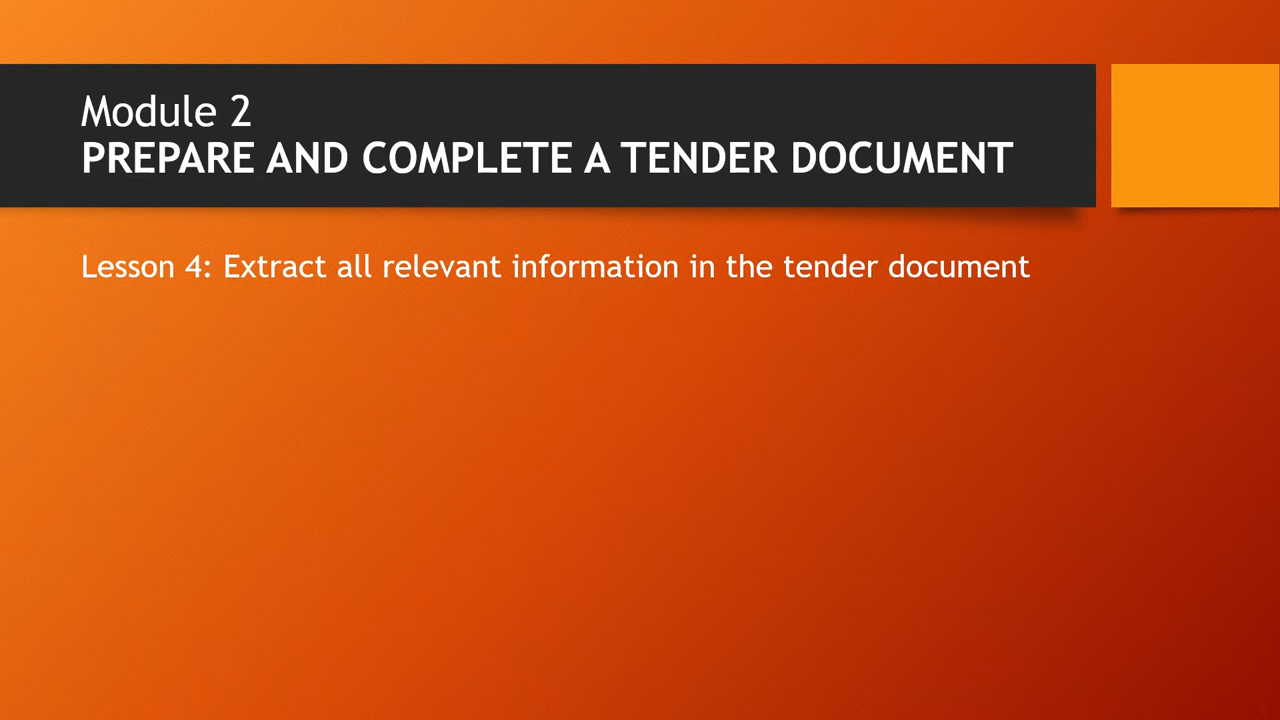 Module 2
PREPARE AND COMPLETE A TENDER DOCUMENT
Lesson 4: Extract all relevant information in the tender document